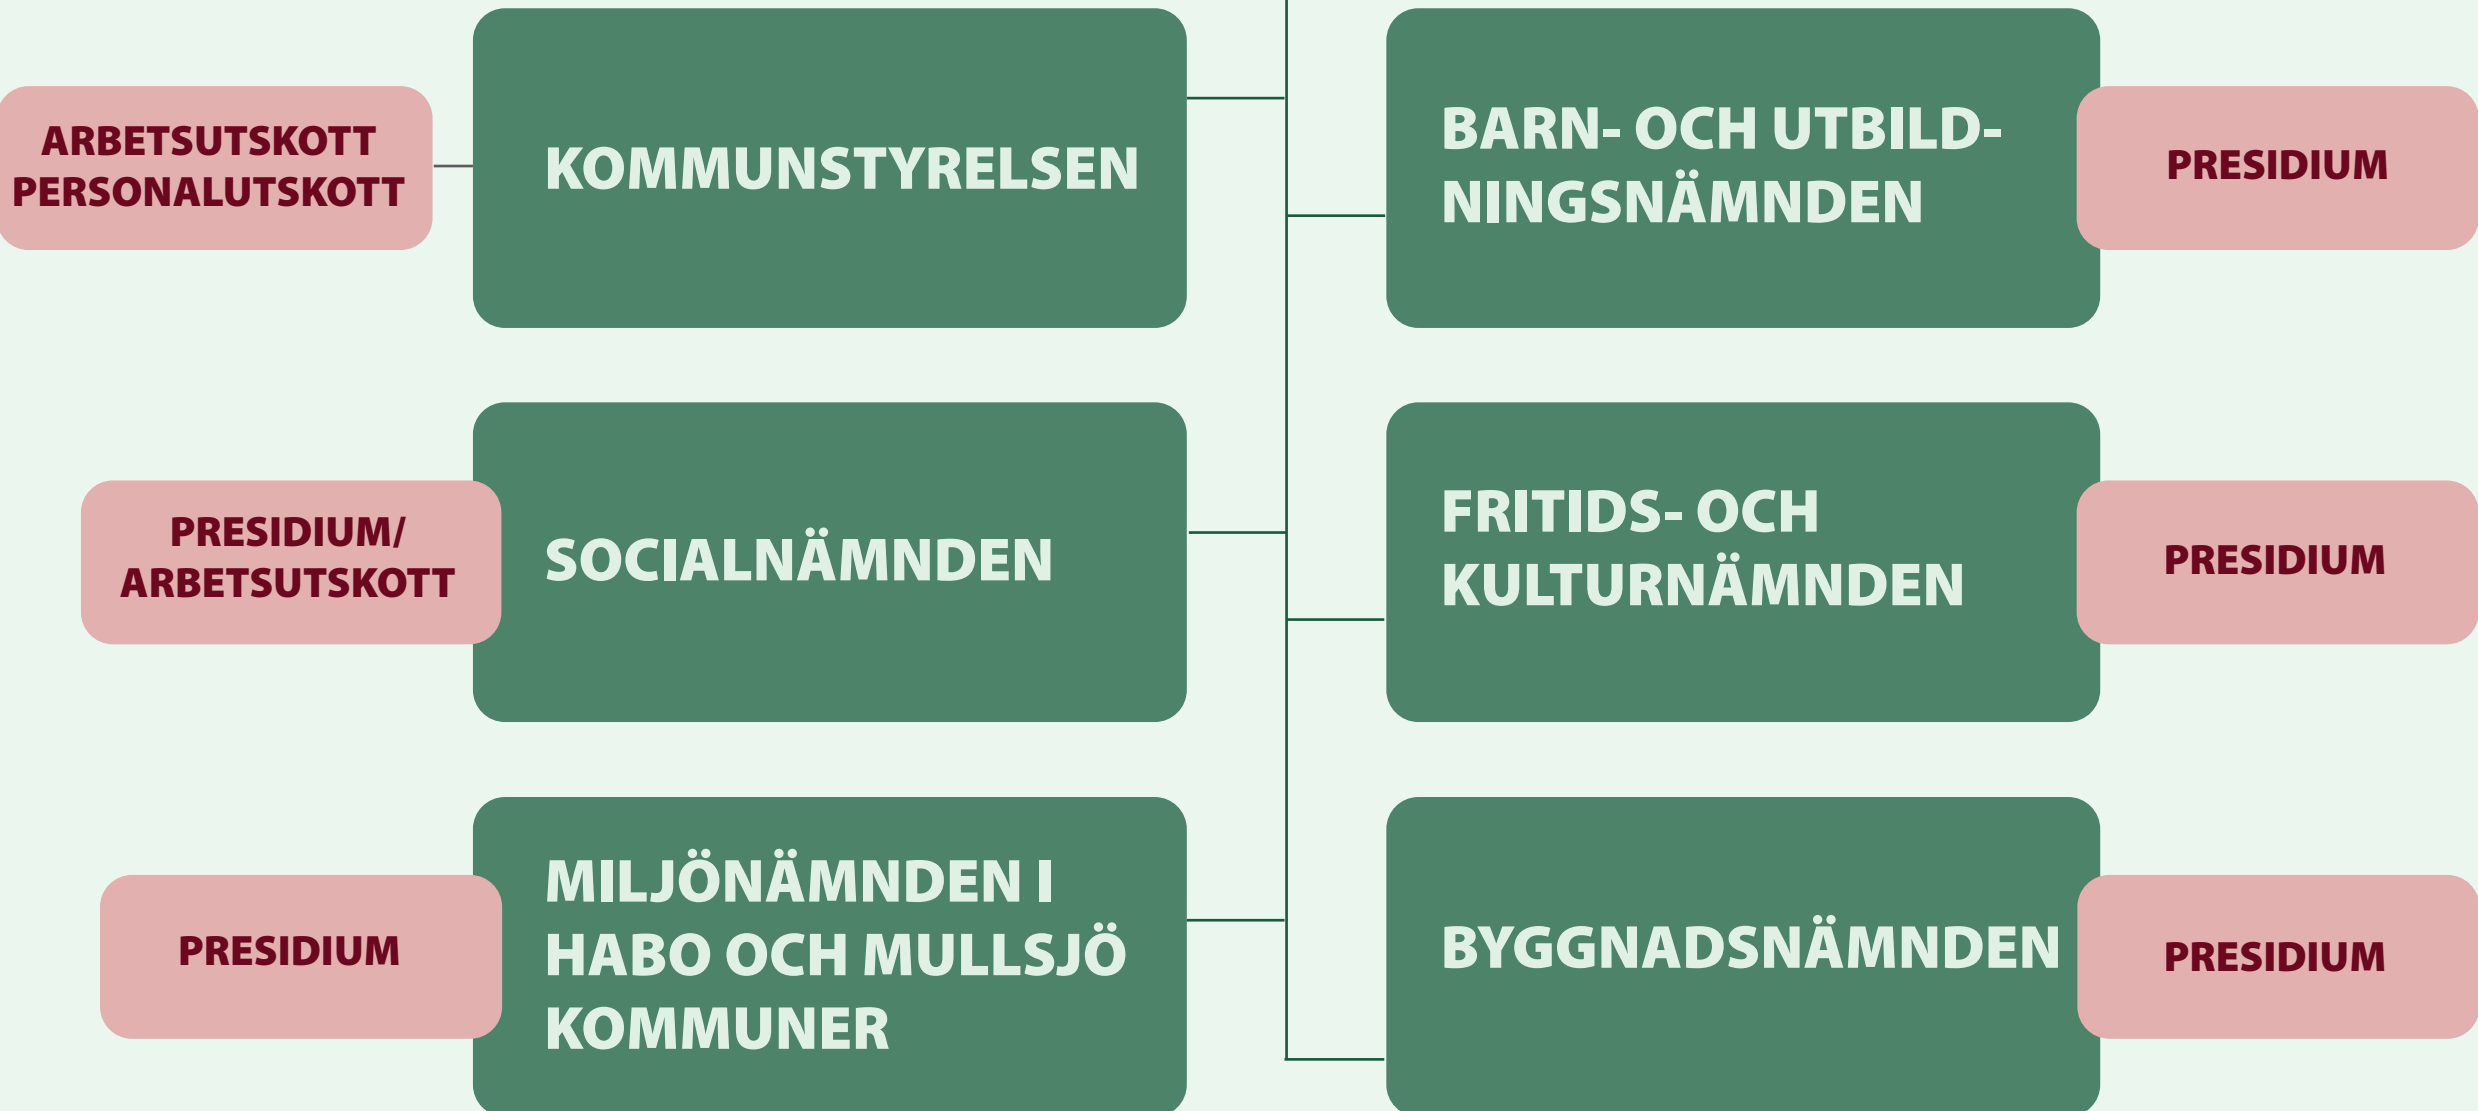 ARBETSUTSKOTT
PERSONALUTSKOTT
KOMMUNSTYRELSEN
BARN- OCH UTBILD-
NINGSNÄMNDEN
PRESIDIUM
PRESIDIUM/
ARBETSUTSKOTT
SOCIALNÄMNDEN
FRITIDS- OCH
KULTURNÄMNDEN
PRESIDIUM
PRESIDIUM
MILJÖNÄMNDEN I
HABO OCH MULLSJÖ
KOMMUNER
BYGGNADSNÄMNDEN
PRESIDIUM